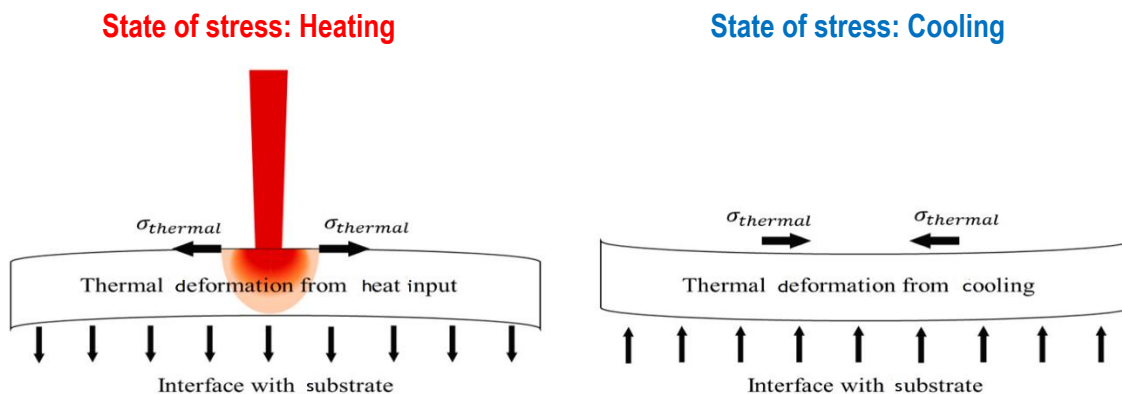 State of stress: Heating
σthermal
σthermal
Thermal deformation from heat input
Interface with substrate
State of stress: Cooling
σthermal
σthermal
Thermal deformation from cooling
Interface with substrate